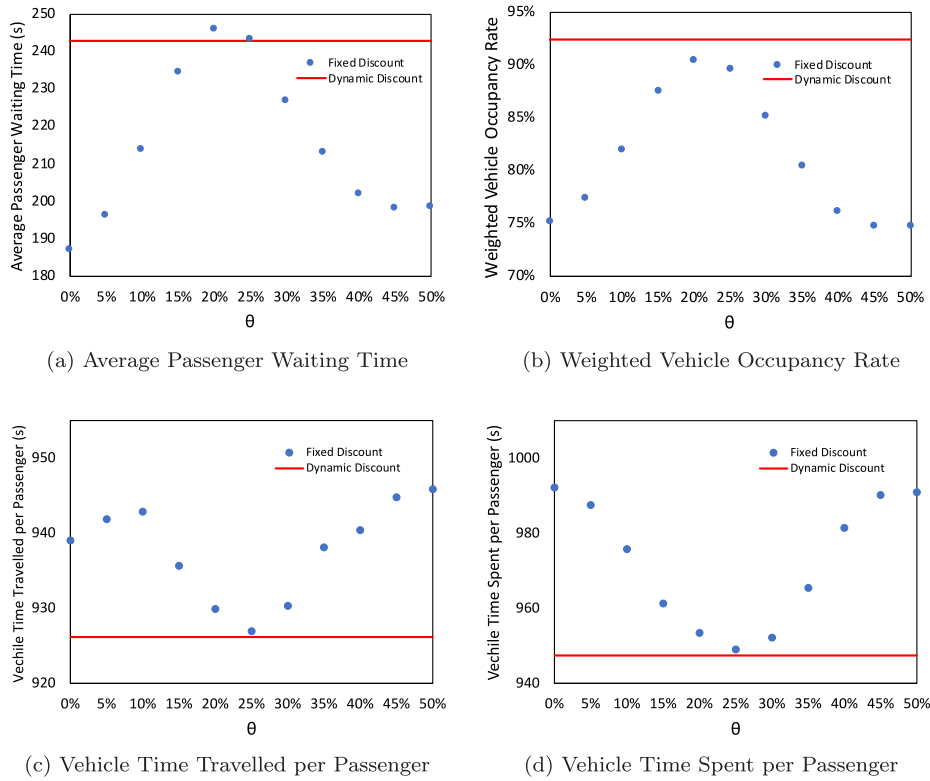 250
240
230
220
210
200
190
180
Average Passenger Waiting Time (s)
Fixed Discount
Dynamic Discount
0% 5% 10% 15% 20% 25% 30% 35% 40% 45% 50%
θ
(a) Average Passenger Waiting Time
95%
90%
85%
80%
75%
70%
Weighted Vehicle Occupancy Rate
Fixed Discount
Dynamic Discount
0% 5% 10% 15% 20% 25% 30% 35% 40% 45% 50%
θ
(b) Weighted Vehicle Occupancy Rate
950
940
930
920
Vechile Time Travelled per Passenger (s)
Fixed Discount
Dynamic Discount
0% 5% 10% 15% 20% 25% 30% 35% 40% 45% 50%
θ
(c) Vehicle Time Travelled per Passenger
1000
980
960
940
Vechile Time Spent per Passenger (s)
Fixed Discount
Dynamic Discount
0% 5% 10% 15% 20% 25% 30% 35% 40% 45% 50%
θ
(d) Vehicle Time Spent per Passenger